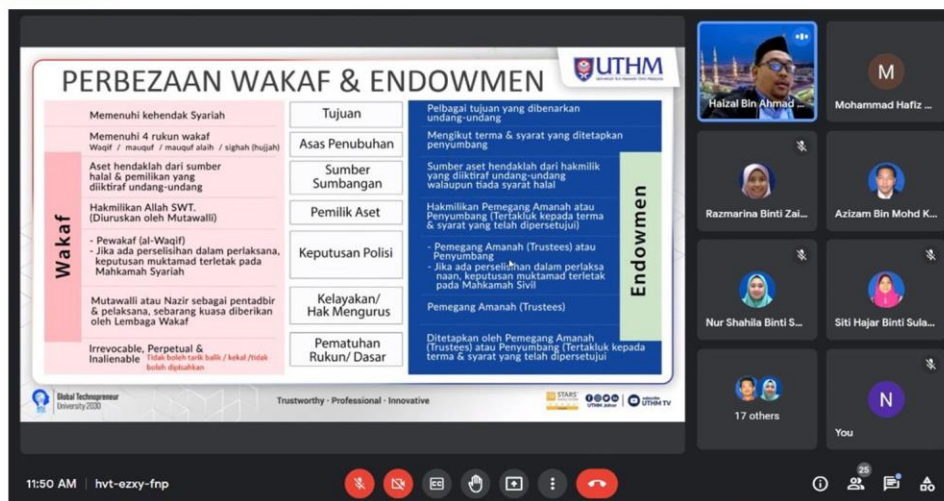 PERBEZAAN WAKAF & ENDOWMEN
UTHM
Wakaf
Endowmen
Memenuhi kehendak Syariah
Tujuan
Pelbagai tujuan yang dibenarkan
undang-undang
Memenuhi 4 rukun wakaf
Waqif / mauquf / mauquf alaih / sighah (hujjah)
Asas Penubuhan
Mengikut terma & syarat yang ditetapkan
penyumbang
Aset hendaklah dari sumber
halal & pemilikan yang
diiktiraf undang-undang
Sumber
Sumbangan
Sumber aset hendaklah dari hakmilik
yang diiktiraf undang-undang
walaupun tiada syarat halal
Hakmilikan Allah SWT.
(Diuruskan oleh Mutawalli)
Pemilik Aset
Hakmilikan Pemegang Amanah atau
Penyumbang (Tertakluk kepada terma
& syarat yang telah dipersetujui)
- Pewakaf (al-Waqif)
- Jika ada perselisihan dalam perlaksana,
keputusan muktamad terletak pada
Mahkamah Syariah
Keputusan Polisi
- Pemegang Amanah (Trustees) atau
Penyumbang
- Jika ada perselisihan dalam perlaksa
naan, keputusan muktamad terletak
pada Mahkamah Sivil
Mutawalli atau Nazir sebagai pentadbir
& pelaksana, sebarang kuasa diberikan
oleh Lembaga Wakaf
Kelayakan/
Hak Mengurus
Pemegang Amanah (Trustees)
Irrevocable, Perpetual &
Inalienable Tidak boleh tarik balik / kekal /tidak
boleh dipisahkan
Pematuhan
Rukun/ Dasar
Ditetapkan oleh Pemegang Amanah
(Trustees) atau Penyumbang (Tertakluk kepada
terma & syarat yang telah dipersetujui
Global Technopreneur
University 2030
Trustworthy - Professional - Innovative
STARS
UTHM Johor
UTHM TV
Haizal Bin Ahmad ...
M
Mohammad Hafiz ...
Razmarina Binti Zai...
Azizam Bin Mohd K...
Nur Shahila Binti S...
Siti Hajar Binti Sula...
17 others
N
You
11:50 AM | hvt-ezxy-fnp
CC
25